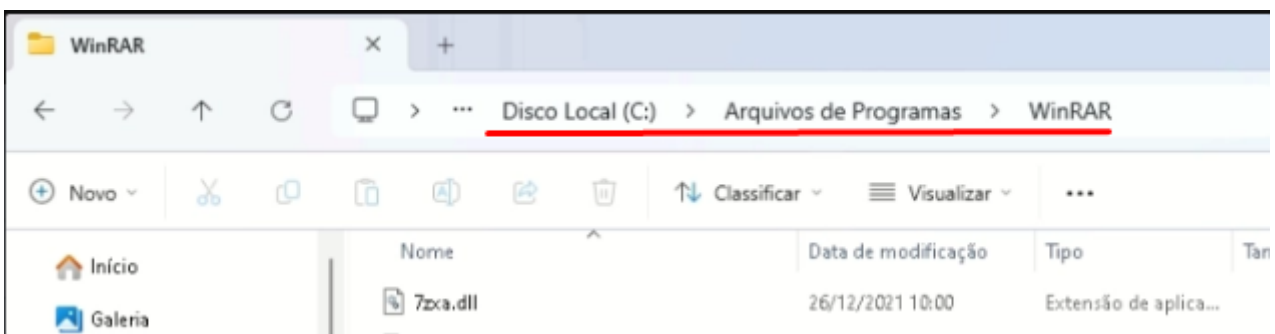 WinRAR
Disco Local (C:) > Arquivos de Programas > WinRAR
Novo Classificar Visualizar
Nome Data de modificação Tipo Tan
Início
7zxa.dll 26/12/2021 10:00 Extensão de aplica...
Galeria